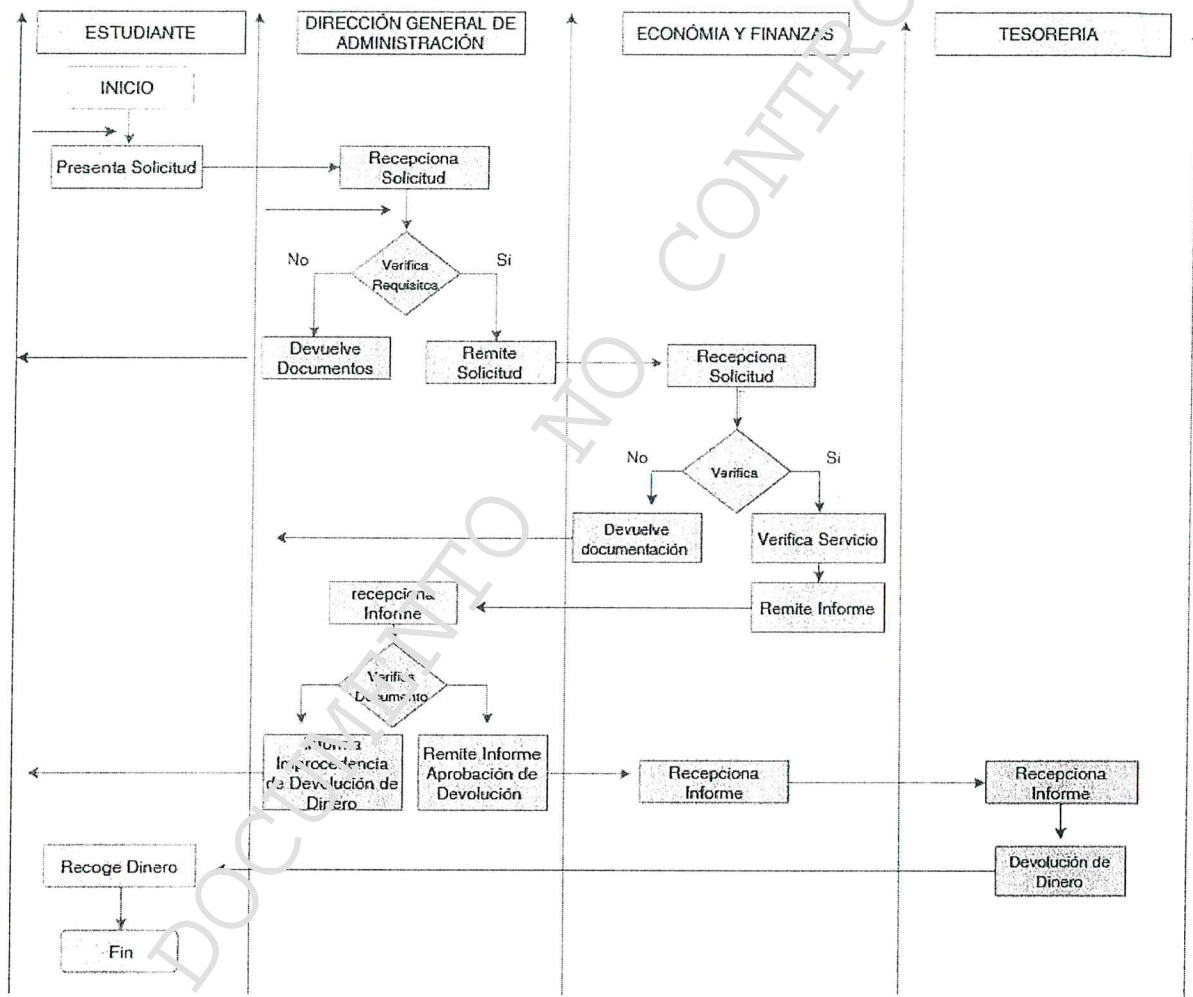 ESTUDIANTE
DIRECCIÓN GENERAL DE
ADMINISTRACIÓN
ECONÓMIA Y FINANZAS
TESORERIA
INICIO
Presenta Solicitud
Recepciona
Solicitud
No
Si
Verifica
Requisitos
Devuelve
Documentos
Remite
Solicitud
Recepciona
Solicitud
No
Si
Verifica
Devuelve
documentación
Verifica Servicio
Remite Informe
recepciona
Informe
Verifica
Documento
Informa
Improcedencia
de Devolución de
Dinero
Remite Informe
Aprobación de
Devolución
Recepciona
Informe
Recepciona
Informe
Recoge Dinero
Devolución de
Dinero
Fin
DOCUMENTO NO CONTRO